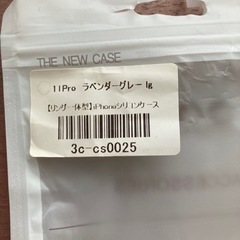 THE NEW CASE
11Pro ラベンダーグレー lg
【リング一体型】iPhoneシリコンケース
3c-cs0025